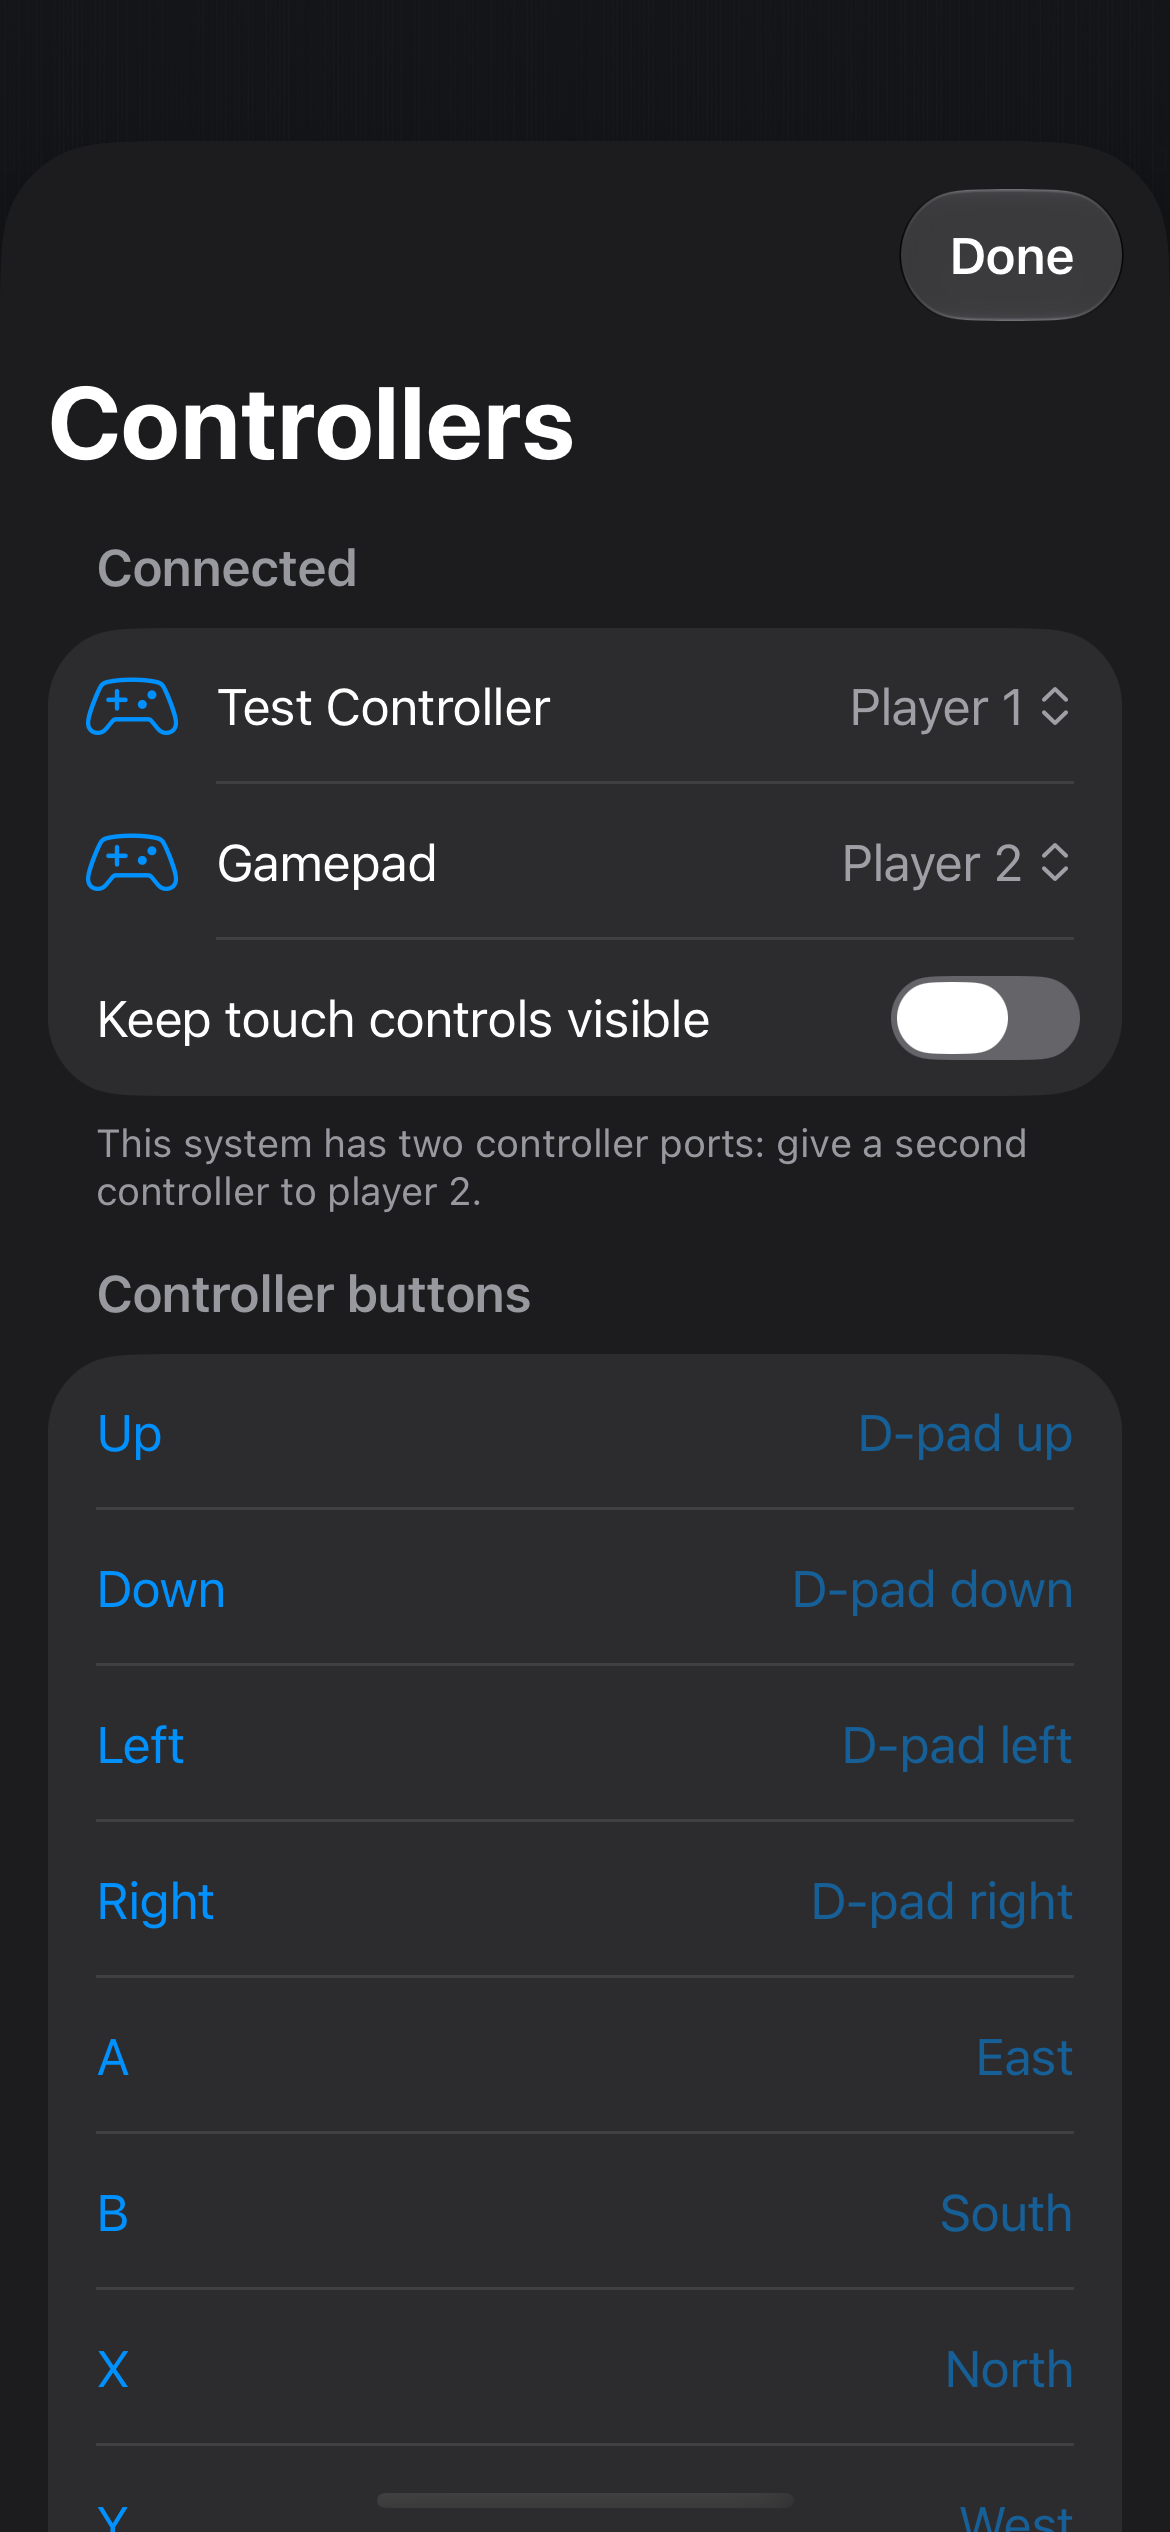 Done
Controllers
Connected
Test Controller Player 1
Gamepad Player 2
Keep touch controls visible
This system has two controller ports: give a second
controller to player 2.
Controller buttons
Up D-pad up
Down D-pad down
Left D-pad left
Right D-pad right
A East
B South
X North
Y West